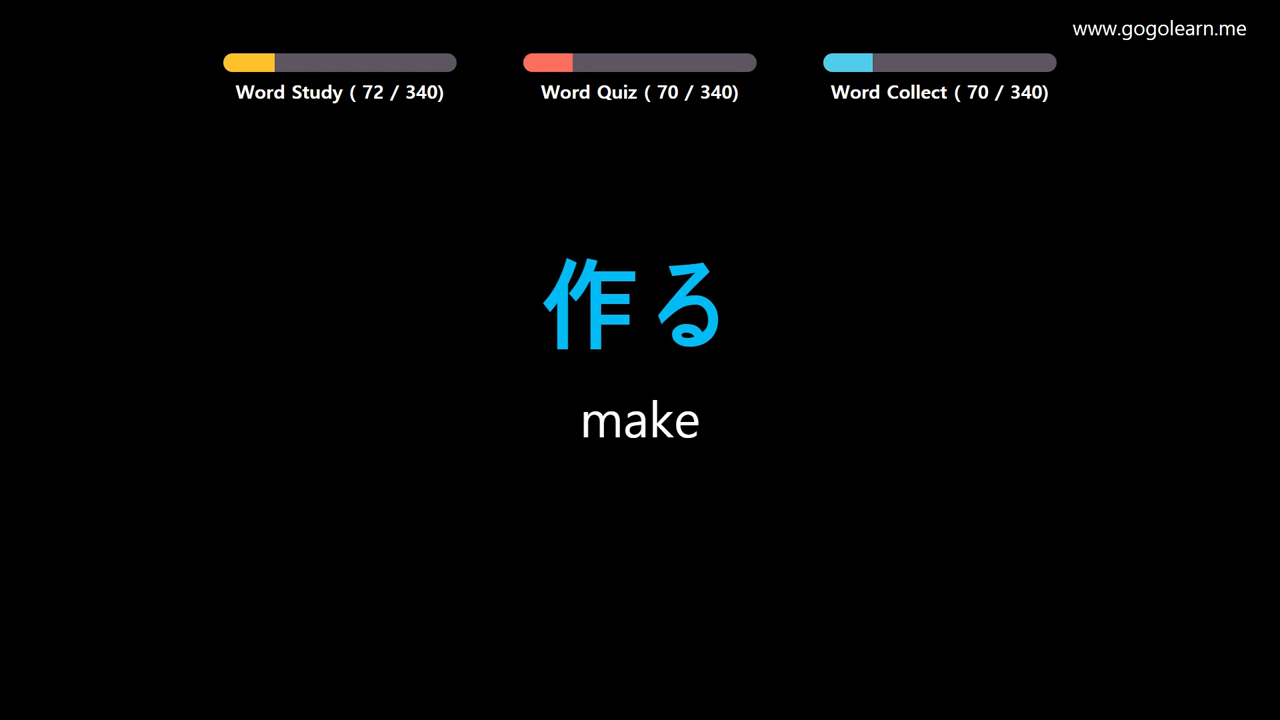 www.gogolearn.me
Word Study ( 72 / 340)
Word Quiz ( 70 / 340)
Word Collect ( 70 / 340)
作る
make